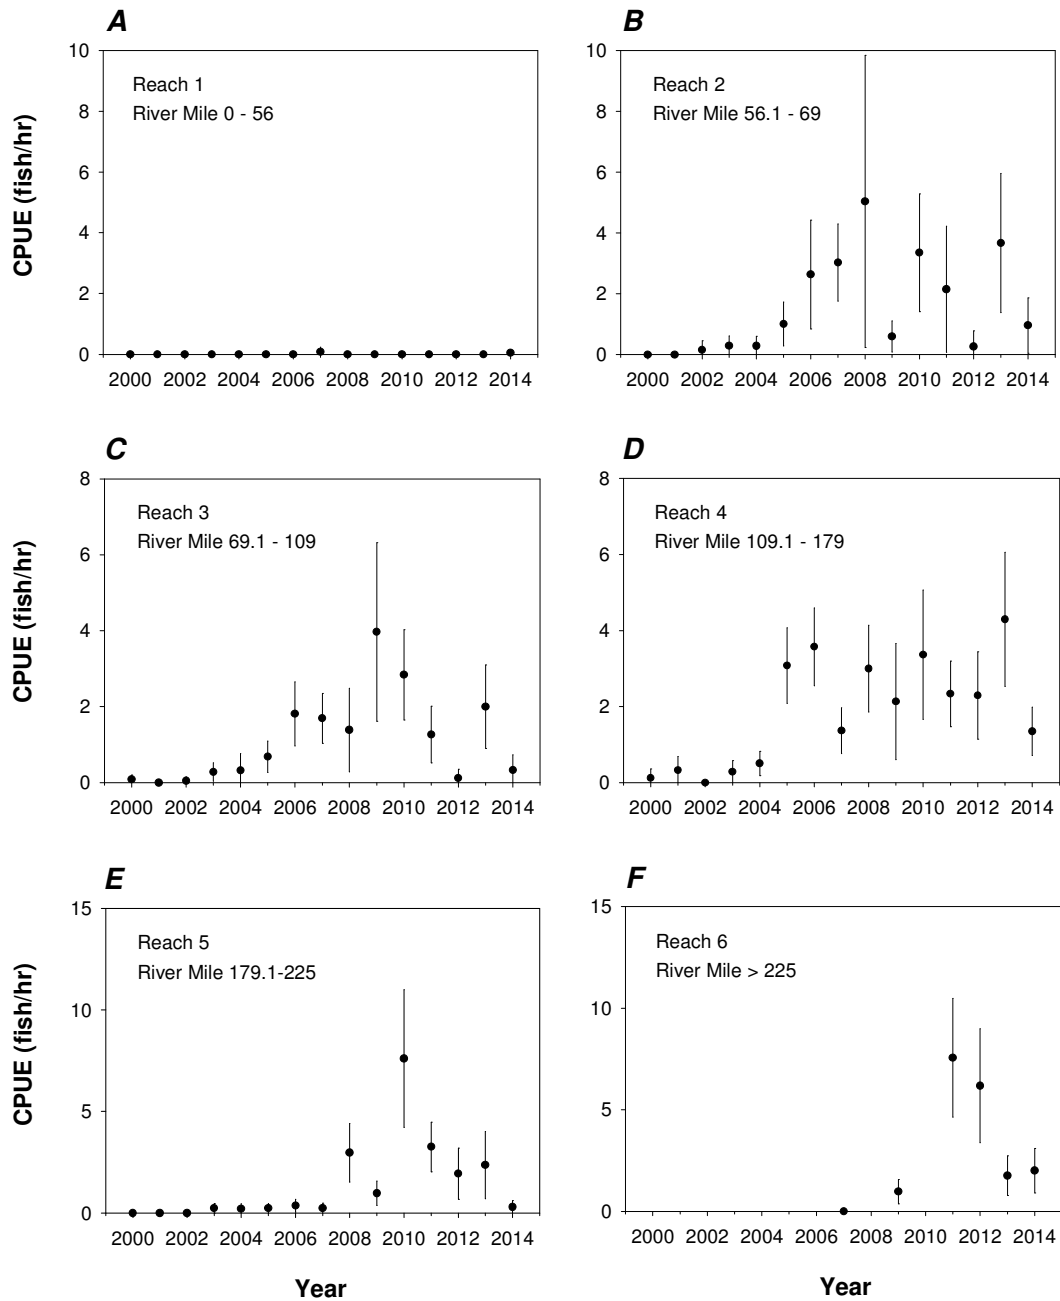 A
CPUE (fish/hr)
10
8
6
4
2
0
Reach 1
River Mile 0 - 56
2000 2002 2004 2006 2008 2010 2012 2014
B
10
8
6
4
2
0
Reach 2
River Mile 56.1 - 69
2000 2002 2004 2006 2008 2010 2012 2014
C
CPUE (fish/hr)
8
6
4
2
0
Reach 3
River Mile 69.1 - 109
2000 2002 2004 2006 2008 2010 2012 2014
D
8
6
4
2
0
Reach 4
River Mile 109.1 - 179
2000 2002 2004 2006 2008 2010 2012 2014
E
CPUE (fish/hr)
15
10
5
0
Reach 5
River Mile 179.1-225
2000 2002 2004 2006 2008 2010 2012 2014
Year
F
15
10
5
0
Reach 6
River Mile > 225
2000 2002 2004 2006 2008 2010 2012 2014
Year